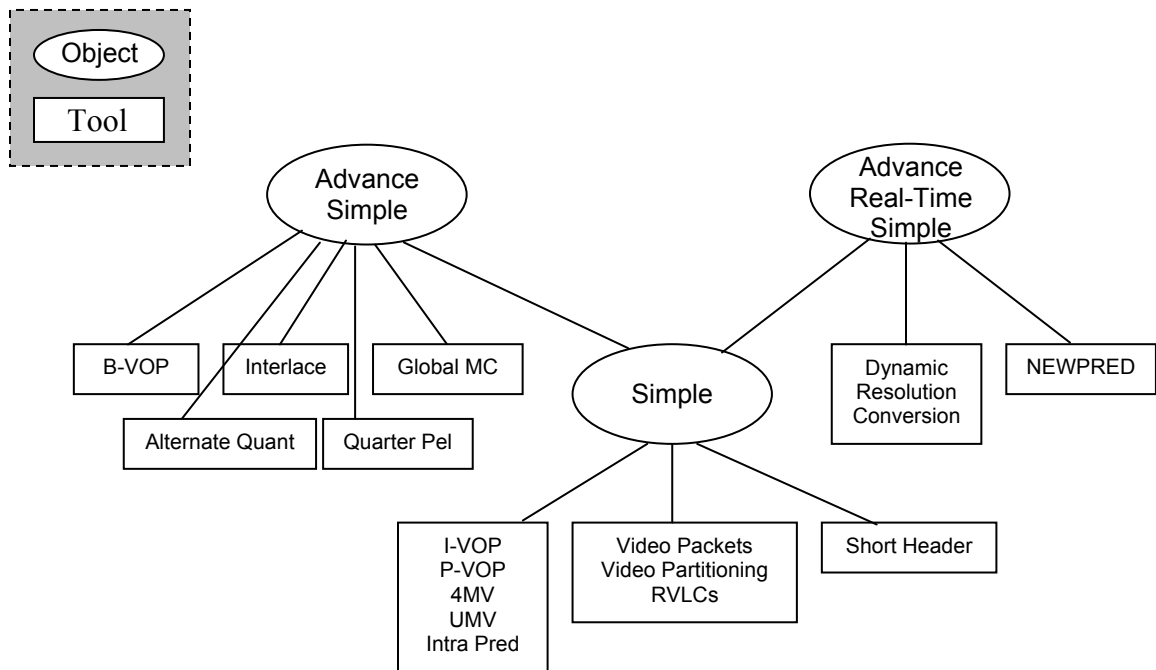 Object
Tool
Advance
Simple
Advance
Real-Time
Simple
B-VOP
Interlace
Global MC
Alternate Quant
Quarter Pel
Simple
Dynamic
Resolution
Conversion
NEWPRED
I-VOP
P-VOP
4MV
UMV
Intra Pred
Video Packets
Video Partitioning
RVLCs
Short Header